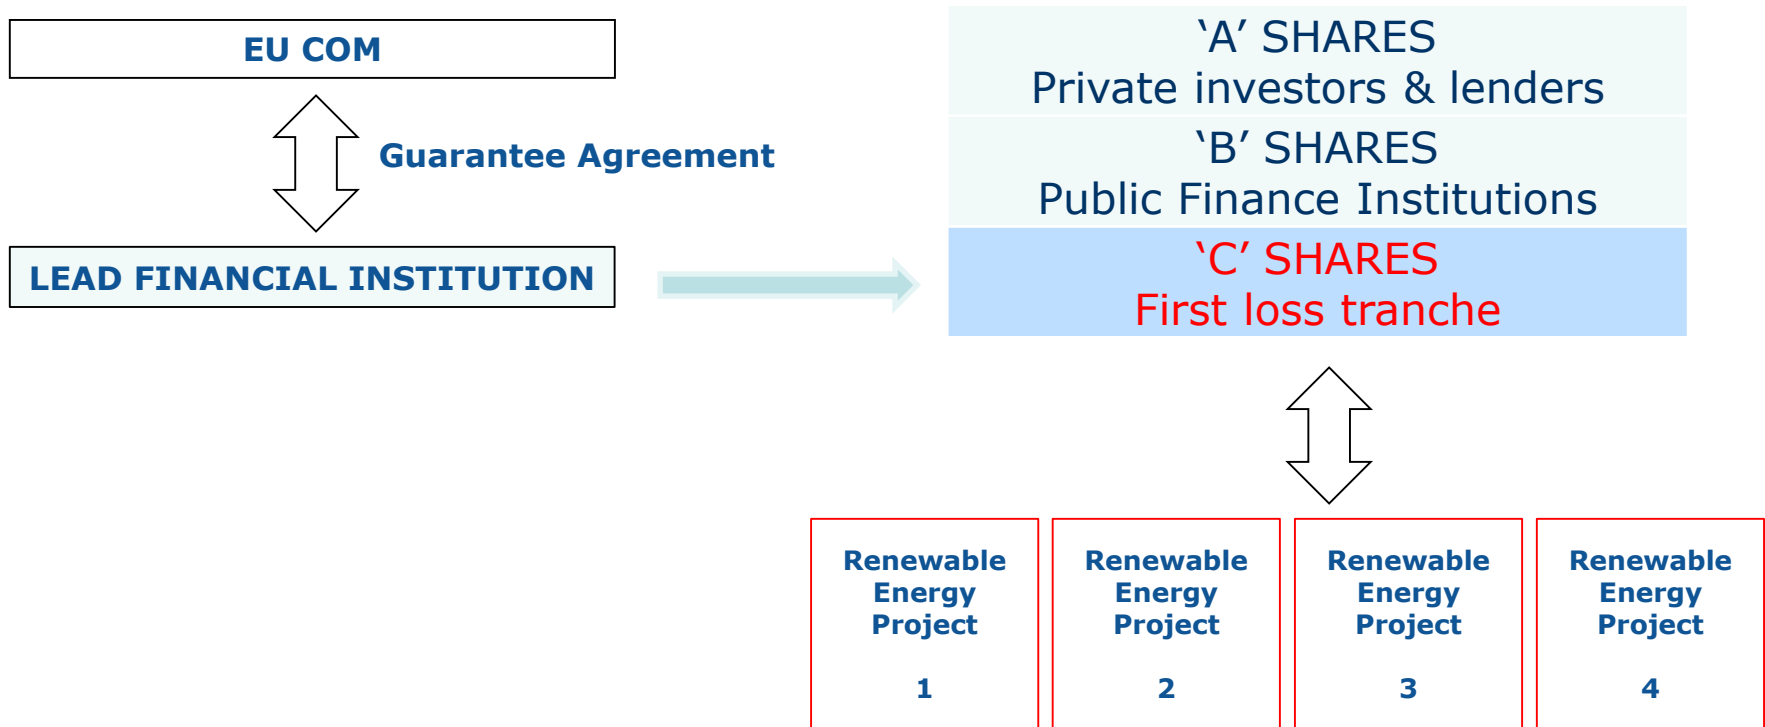 EU COM
Guarantee Agreement
LEAD FINANCIAL INSTITUTION
‘A’ SHARES
Private investors & lenders
‘B’ SHARES
Public Finance Institutions
‘C’ SHARES
First loss tranche
Renewable
Energy
Project
1
Renewable
Energy
Project
2
Renewable
Energy
Project
3
Renewable
Energy
Project
4